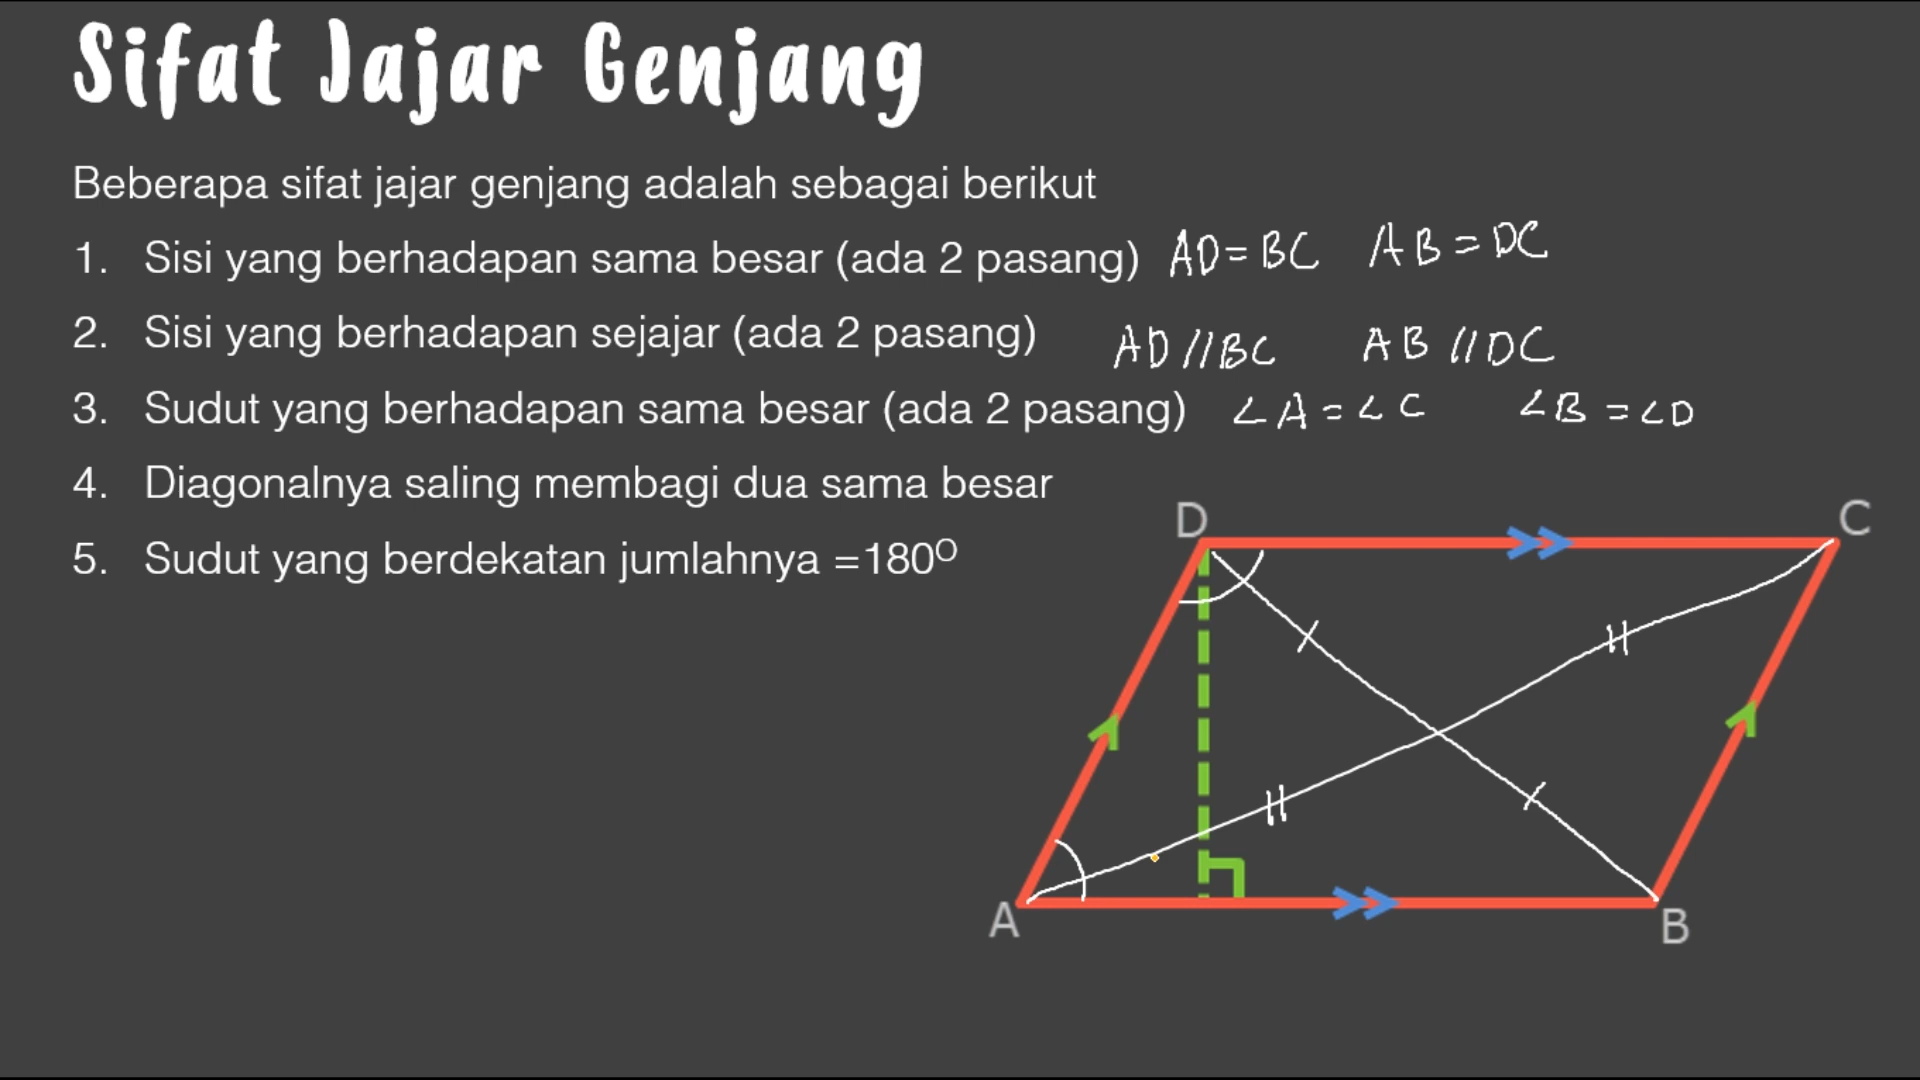 Sifat Jajar Genjang
Beberapa sifat jajar genjang adalah sebagai berikut
1. Sisi yang berhadapan sama besar (ada 2 pasang) AD = BC AB = DC
2. Sisi yang berhadapan sejajar (ada 2 pasang) AD // BC AB // DC
3. Sudut yang berhadapan sama besar (ada 2 pasang) ∠A = ∠C ∠B = ∠D
4. Diagonalnya saling membagi dua sama besar
5. Sudut yang berdekatan jumlahnya =180⁰
D C
A B